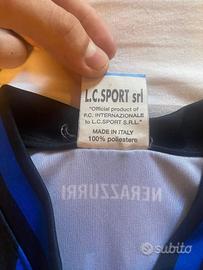 L.C.SPORT srl
"Official product of
F.C. INTERNAZIONALE
to L.C.SPORT S.R.L."
MADE IN ITALY
100% poliestere
NERAZZURRI
subito